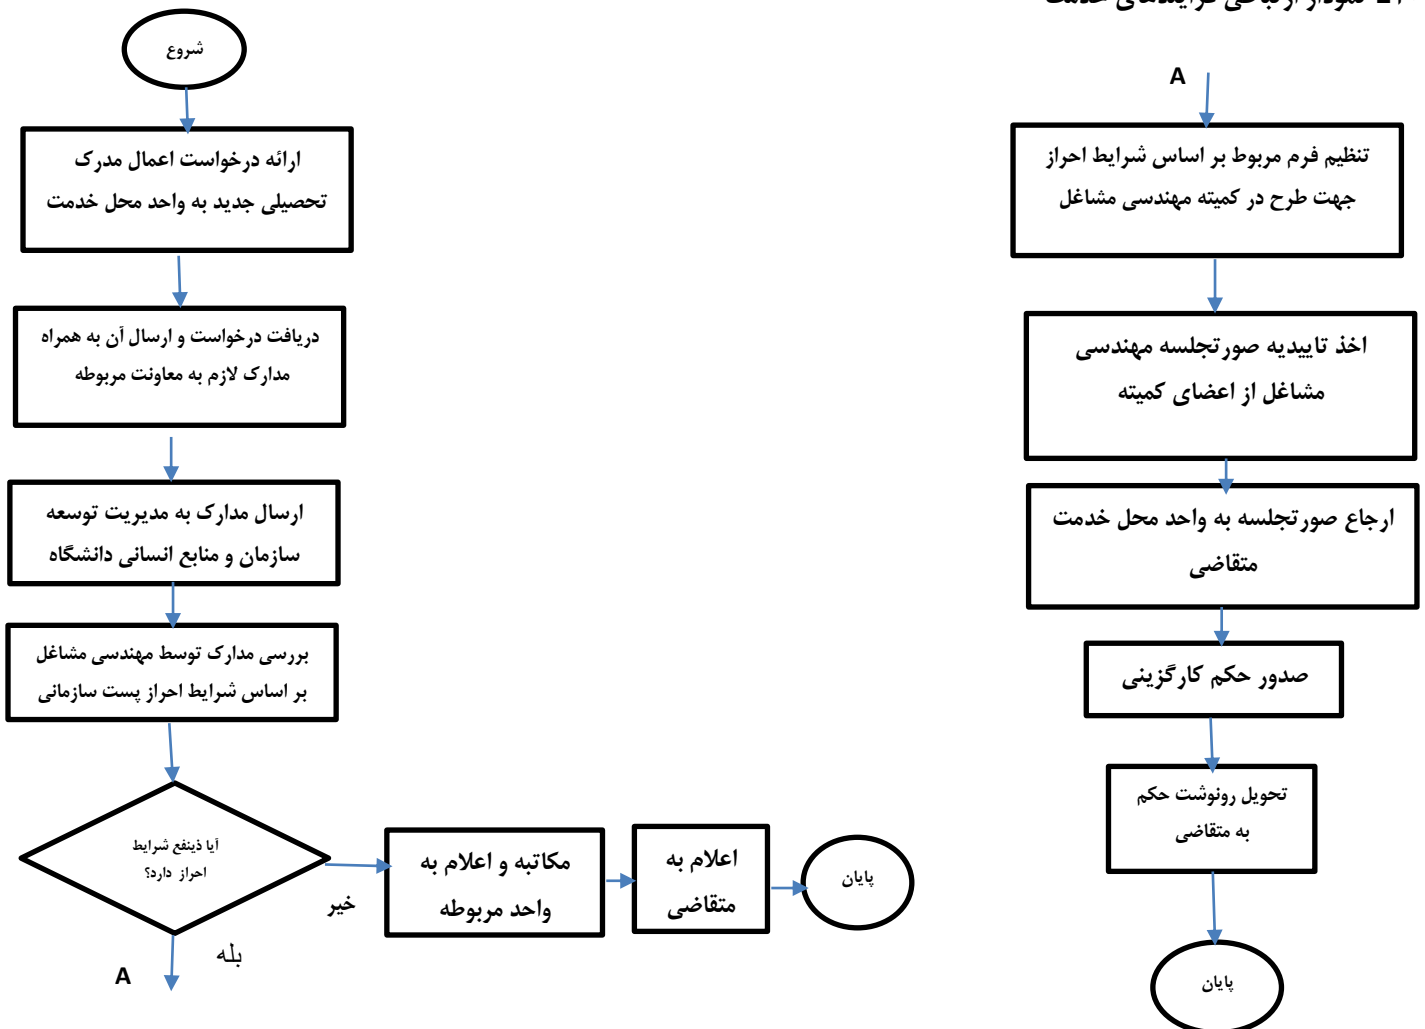 شروع
ارائه درخواست اعمال مدرک
تحصیلی جدید به واحد محل خدمت
دریافت درخواست و ارسال آن به همراه
مدارک لازم به معاونت مربوطه
ارسال مدارک به مدیریت توسعه
سازمان و منابع انسانی دانشگاه
بررسی مدارک توسط مهندسی مشاغل
بر اساس شرایط احراز پست سازمانی
آیا ذینفع شرایط
احراز دارد؟
خیر
مکاتبه و اعلام به
واحد مربوطه
اعلام به
متقاضی
پایان
بله
A
نمودار ارتباطی فرایندهای خدمت
A
تنظیم فرم مربوط بر اساس شرایط احراز
جهت طرح در کمیته مهندسی مشاغل
اخذ تاییدیه صورتجلسه مهندسی
مشاغل از اعضای کمیته
ارجاع صورتجلسه به واحد محل خدمت
متقاضی
صدور حکم کارگزینی
تحویل رونوشت حکم
به متقاضی
پایان